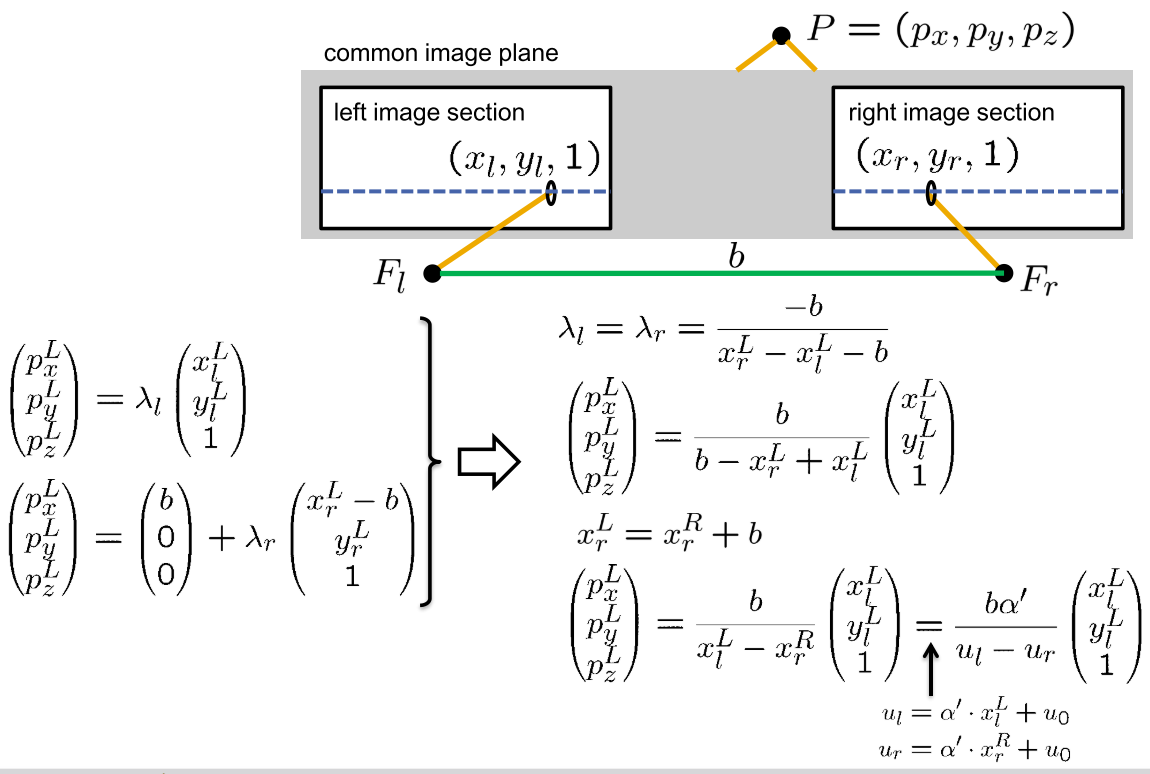 P = (p_x, p_y, p_z)
common image plane
left image section
right image section
(x_l, y_l, 1)
(x_r, y_r, 1)
F_l
b
F_r
\lambda_l = \lambda_r = \frac{-b}{x_r^L - x_l^L - b}
\begin{pmatrix} p_x^L \\ p_y^L \\ p_z^L \end{pmatrix} = \lambda_l \begin{pmatrix} x_l^L \\ y_l^L \\ 1 \end{pmatrix}
\begin{pmatrix} p_x^L \\ p_y^L \\ p_z^L \end{pmatrix} = \begin{pmatrix} b \\ 0 \\ 0 \end{pmatrix} + \lambda_r \begin{pmatrix} x_r^L - b \\ y_r^L \\ 1 \end{pmatrix}
\begin{pmatrix} p_x^L \\ p_y^L \\ p_z^L \end{pmatrix} = \frac{b}{b - x_r^L + x_l^L} \begin{pmatrix} x_l^L \\ y_l^L \\ 1 \end{pmatrix}
x_r^L = x_r^R + b
\begin{pmatrix} p_x^L \\ p_y^L \\ p_z^L \end{pmatrix} = \frac{b}{x_l^L - x_r^R} \begin{pmatrix} x_l^L \\ y_l^L \\ 1 \end{pmatrix} = \frac{b\alpha'}{u_l - u_r} \begin{pmatrix} x_l^L \\ y_l^L \\ 1 \end{pmatrix}
u_l = \alpha' \cdot x_l^L + u_0
u_r = \alpha' \cdot x_r^R + u_0